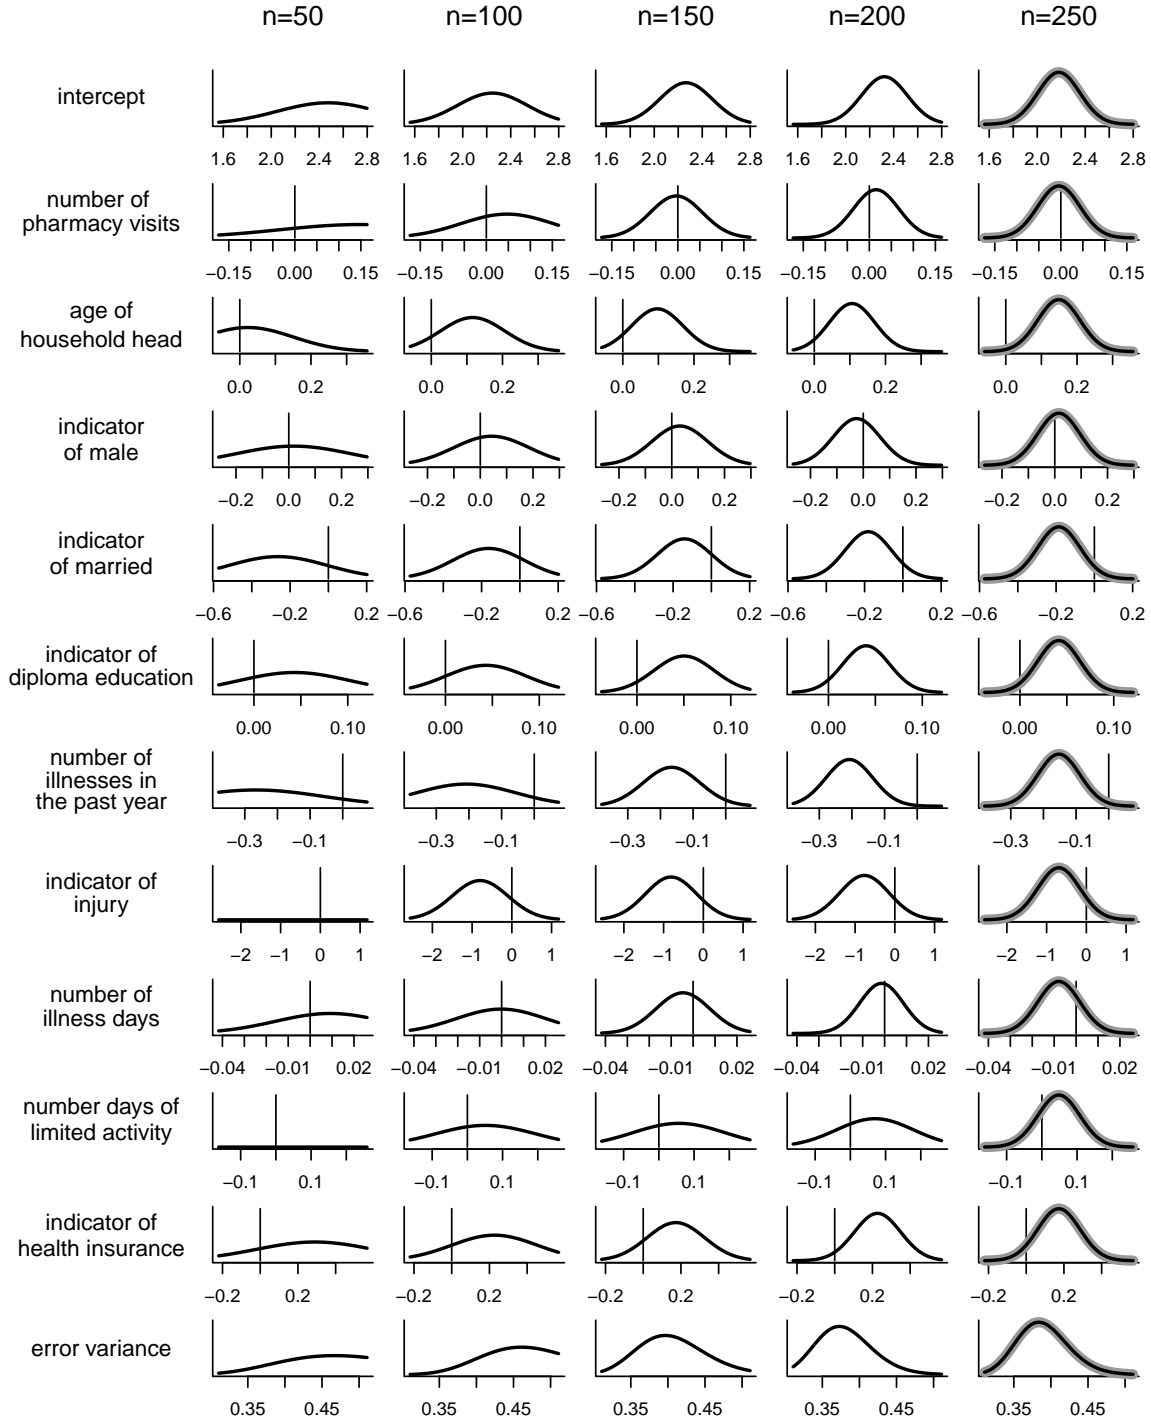 n=50 n=100 n=150 n=200 n=250
intercept
1.6 2.0 2.4 2.8 1.6 2.0 2.4 2.8 1.6 2.0 2.4 2.8 1.6 2.0 2.4 2.8 1.6 2.0 2.4 2.8
number of
pharmacy visits
−0.15 0.00 0.15 −0.15 0.00 0.15 −0.15 0.00 0.15 −0.15 0.00 0.15 −0.15 0.00 0.15
age of
household head
0.0 0.2 0.0 0.2 0.0 0.2 0.0 0.2 0.0 0.2
indicator
of male
−0.2 0.0 0.2 −0.2 0.0 0.2 −0.2 0.0 0.2 −0.2 0.0 0.2 −0.2 0.0 0.2
indicator
of married
−0.6 −0.2 0.2 −0.6 −0.2 0.2 −0.6 −0.2 0.2 −0.6 −0.2 0.2 −0.6 −0.2 0.2
indicator of
diploma education
0.00 0.10 0.00 0.10 0.00 0.10 0.00 0.10 0.00 0.10
number of
illnesses in
the past year
−0.3 −0.1 −0.3 −0.1 −0.3 −0.1 −0.3 −0.1 −0.3 −0.1
indicator of
injury
−2 −1 0 1 −2 −1 0 1 −2 −1 0 1 −2 −1 0 1 −2 −1 0 1
number of
illness days
−0.04 −0.01 0.02 −0.04 −0.01 0.02 −0.04 −0.01 0.02 −0.04 −0.01 0.02 −0.04 −0.01 0.02
number days of
limited activity
−0.1 0.1 −0.1 0.1 −0.1 0.1 −0.1 0.1 −0.1 0.1
indicator of
health insurance
−0.2 0.2 −0.2 0.2 −0.2 0.2 −0.2 0.2 −0.2 0.2
error variance
0.35 0.45 0.35 0.45 0.35 0.45 0.35 0.45 0.35 0.45